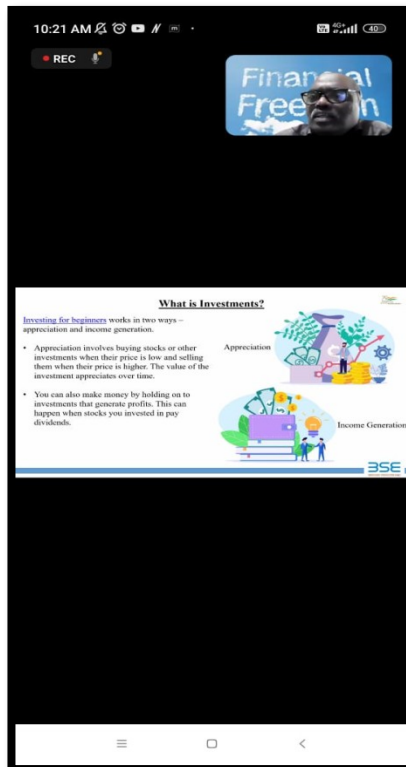 10:21 AM
4G+
40
REC
Financial
Freedom
What is Investments?
Investing for beginners works in two ways –
appreciation and income generation.
• Appreciation involves buying stocks or other
investments when their price is low and selling
them when their price is higher. The value of the
investment appreciates over time.
• You can also make money by holding on to
investments that generate profits. This can
happen when stocks you invested in pay
dividends.
Appreciation
Income Generation
BSE